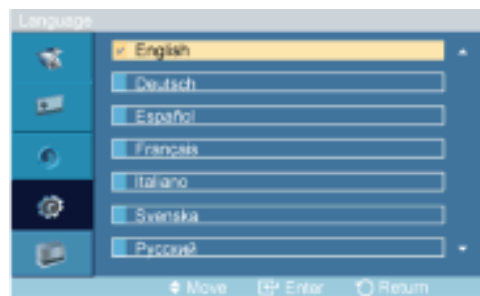 Language
English
Deutsch
Español
Français
Italiano
Svenska
Русский
Move Enter Return